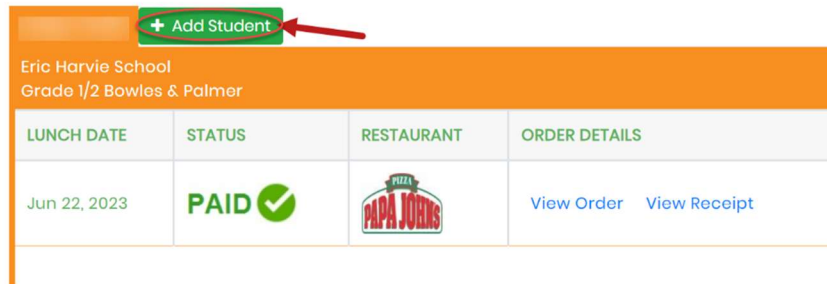 + Add Student
Eric Harvie School
Grade 1/2 Bowles & Palmer
LUNCH DATE STATUS RESTAURANT ORDER DETAILS
Jun 22, 2023 PAID PIZZA PAPA JOHNS View Order View Receipt